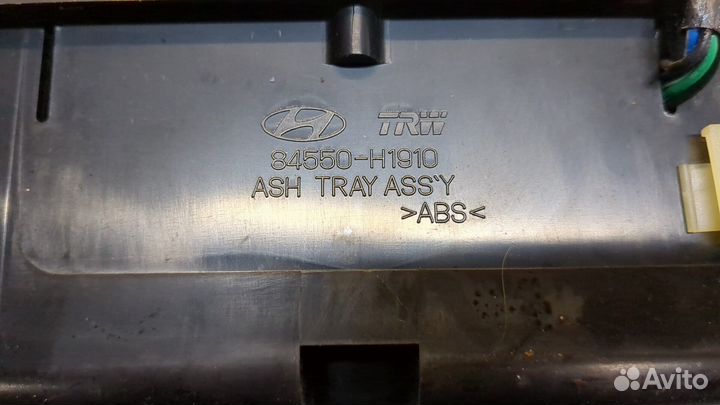 TRW
84550-H1910
ASH TRAY ASS'Y
>ABS<
Avito